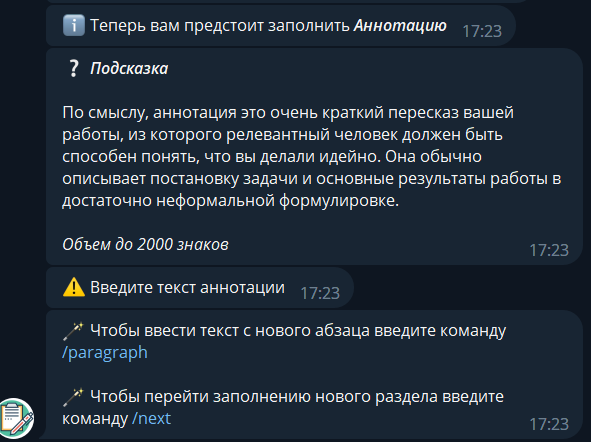 ℹ️ Теперь вам предстоит заполнить Аннотацию 17:23
❓ Подсказка
По смыслу, аннотация это очень краткий пересказ вашей
работы, из которого релевантный человек должен быть
способен понять, что вы делали идейно. Она обычно
описывает постановку задачи и основные результаты работы в
достаточно неформальной формулировке.
Объем до 2000 знаков 17:23
⚠️ Введите текст аннотации 17:23
🪄 Чтобы ввести текст с нового абзаца введите команду
/paragraph
🪄 Чтобы перейти заполнению нового раздела введите
команду /next 17:23